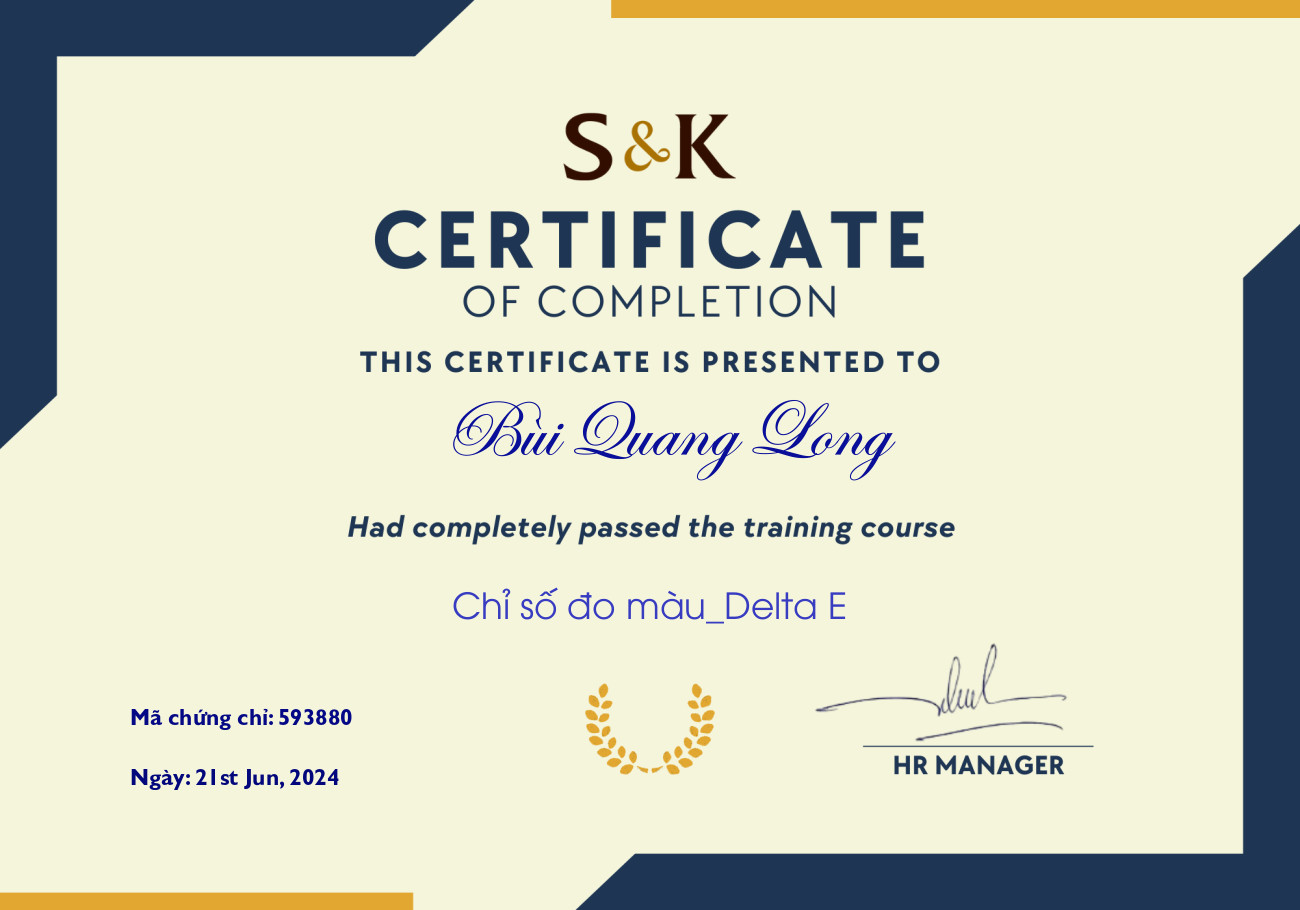 S&K
CERTIFICATE
OF COMPLETION
THIS CERTIFICATE IS PRESENTED TO
Bùi Quang Long
Had completely passed the training course
Chỉ số đo màu_Delta E
Mã chứng chỉ: 593880
Ngày: 21st Jun, 2024
HR MANAGER